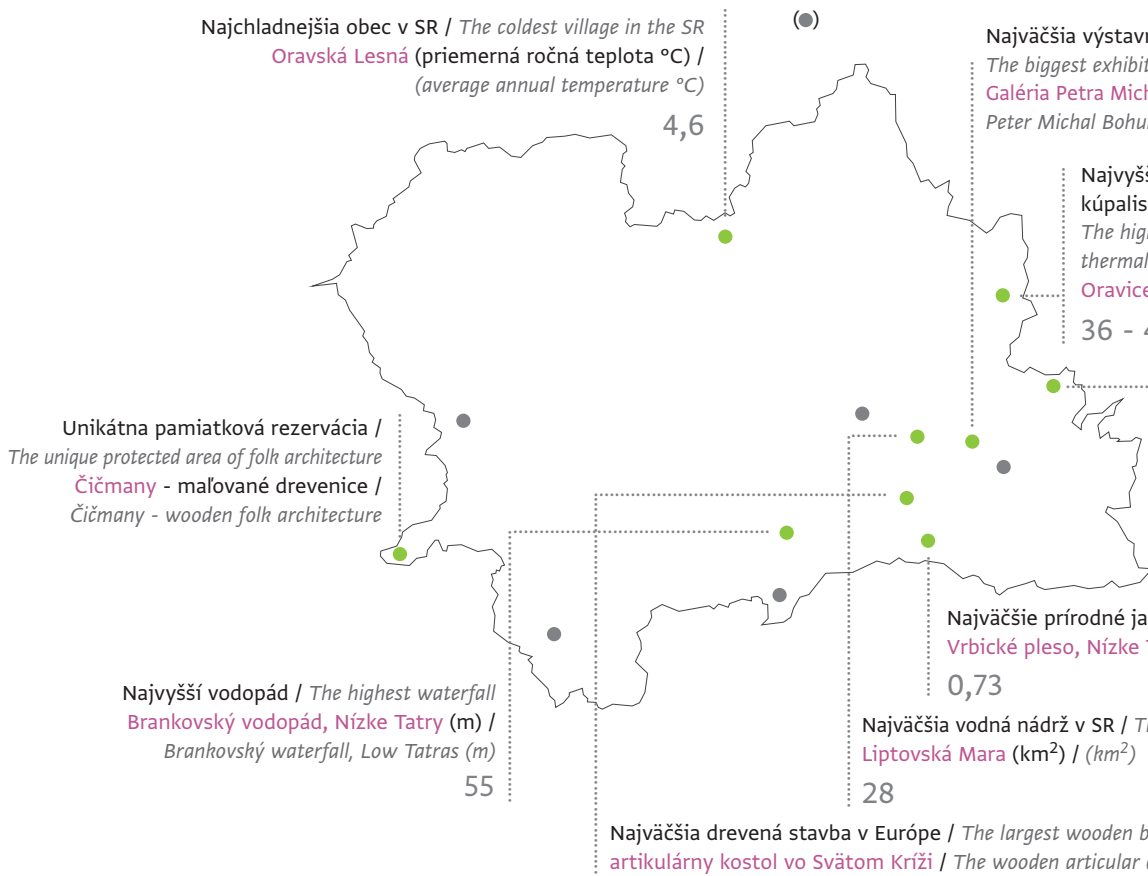 Najchladnejšia obec v SR / The coldest village in the SR
Oravská Lesná (priemerná ročná teplota °C) /
(average annual temperature °C)
4,6
Najväčšia
The biggest
Galéria Petra
Peter Michal
kúpalis
The
thermal
Oravice
36 - 4
Unikátna pamiatková rezervácia /
The unique protected area of folk architecture
Čičmany - maľované drevenice /
Čičmany - wooden folk architecture
Najväčšie prírodné
Vrbické pleso, Nízke
0,73
Najvyšší vodopád / The highest waterfall
Brankovský vodopád, Nízke Tatry (m) /
Brankovský waterfall, Low Tatras (m)
55
Najväčšia vodná nádrž v SR /
Liptovská Mara (km²) / (km²)
28
Najväčšia drevená stavba v Európe / The largest wooden
artikulárny kostol vo Svätom Kríži / The wooden articular